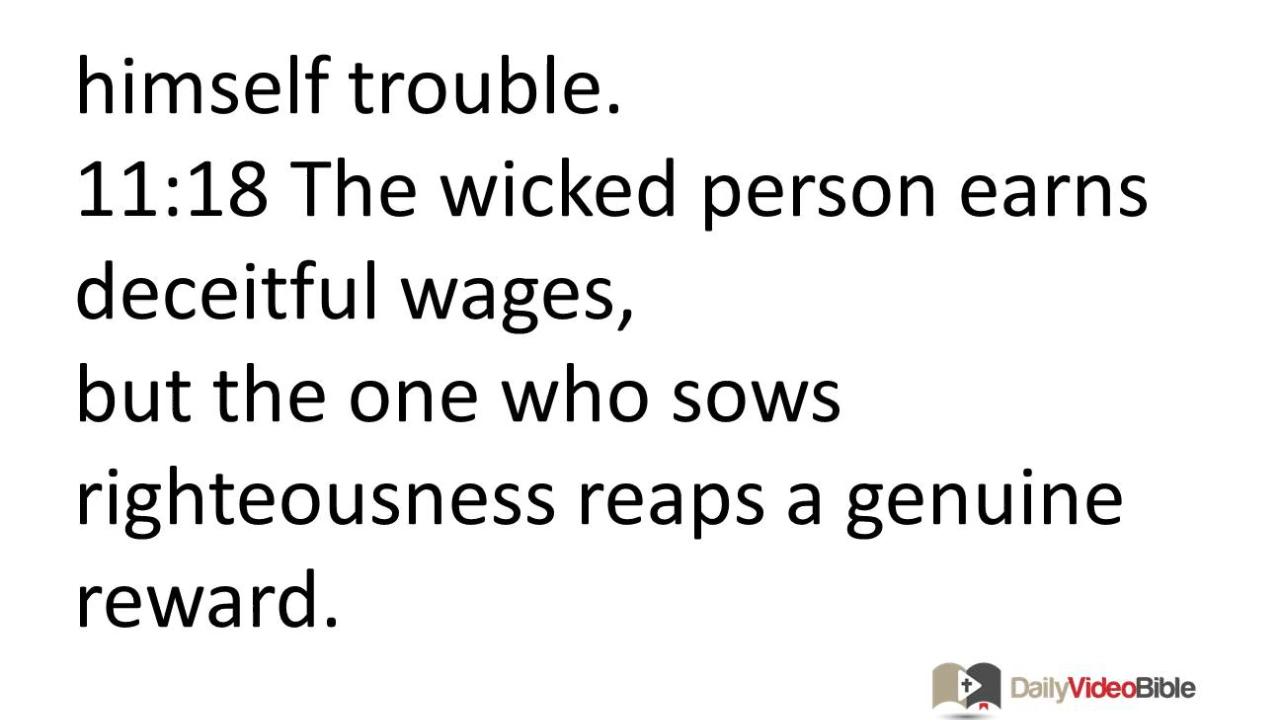 himself trouble.
11:18 The wicked person earns
deceitful wages,
but the one who sows
righteousness reaps a genuine
reward.
DailyVideoBible